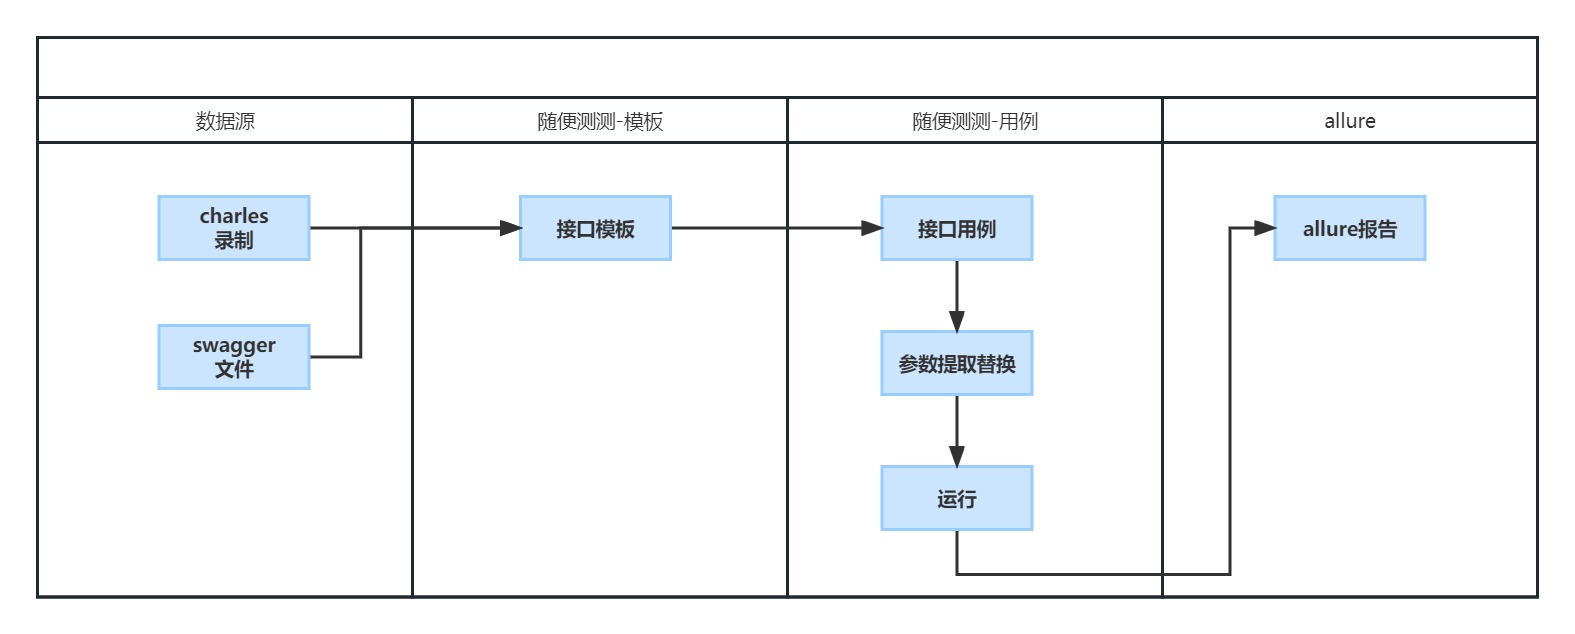 数据源
随便测测-模板
随便测测-用例
allure
charles
录制
接口模板
接口用例
allure报告
swagger
文件
参数提取替换
运行